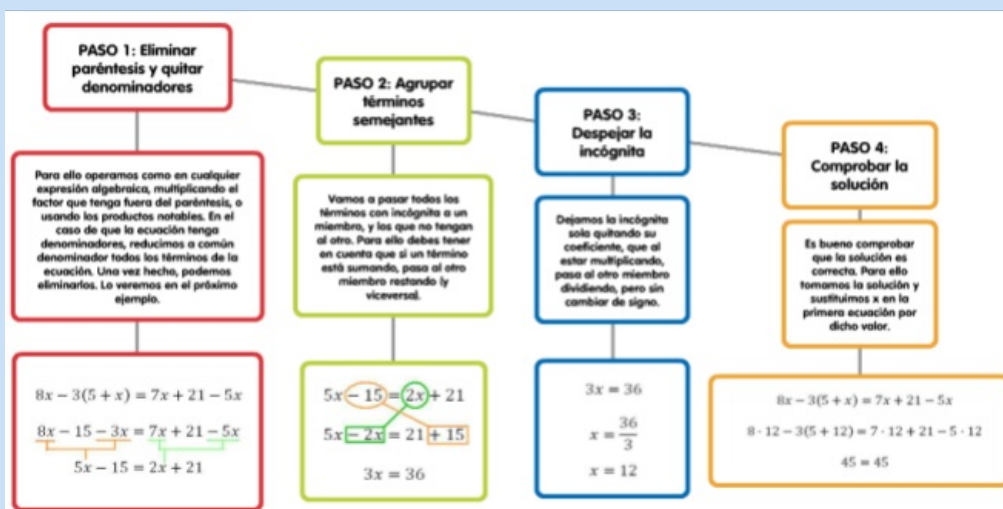 PASO 1: Eliminar
paréntesis y quitar
denominadores
Para ello operamos como en cualquier
expresión algebraica, multiplicando el
factor que tenga fuera del paréntesis, o
usando los productos notables. En el
caso de que la ecuación tenga
denominadores, reducimos a común
denominador todos los términos de la
ecuación. Una vez hecho, podemos
eliminarlos. Lo veremos en el próximo
ejemplo.
8x − 3(5 + x) = 7x + 21 − 5x
8x − 15 − 3x = 7x + 21 − 5x
5x − 15 = 2x + 21
PASO 2: Agrupar
términos
semejantes
Vamos a pasar todos los
términos con incógnita a un
miembro, y los que no tengan
al otro. Para ello debes tener
en cuenta que si un término
está sumando, pasa al otro
miembro restando (y
viceversa).
5x − 15 = 2x + 21
5x − 2x = 21 + 15
3x = 36
PASO 3:
Despejar la
incógnita
Dejamos la incógnita
sola quitando su
coeficiente, que al
estar multiplicando,
pasa al otro miembro
dividiendo, pero sin
cambiar de signo.
3x = 36
x = 36/3
x = 12
PASO 4:
Comprobar la
solución
Es bueno comprobar
que la solución es
correcta. Para ello
tomamos la solución y
sustituimos x en la
primera ecuación por
dicho valor.
8x − 3(5 + x) = 7x + 21 − 5x
8 · 12 − 3(5 + 12) = 7 · 12 + 21 − 5 · 12
45 = 45